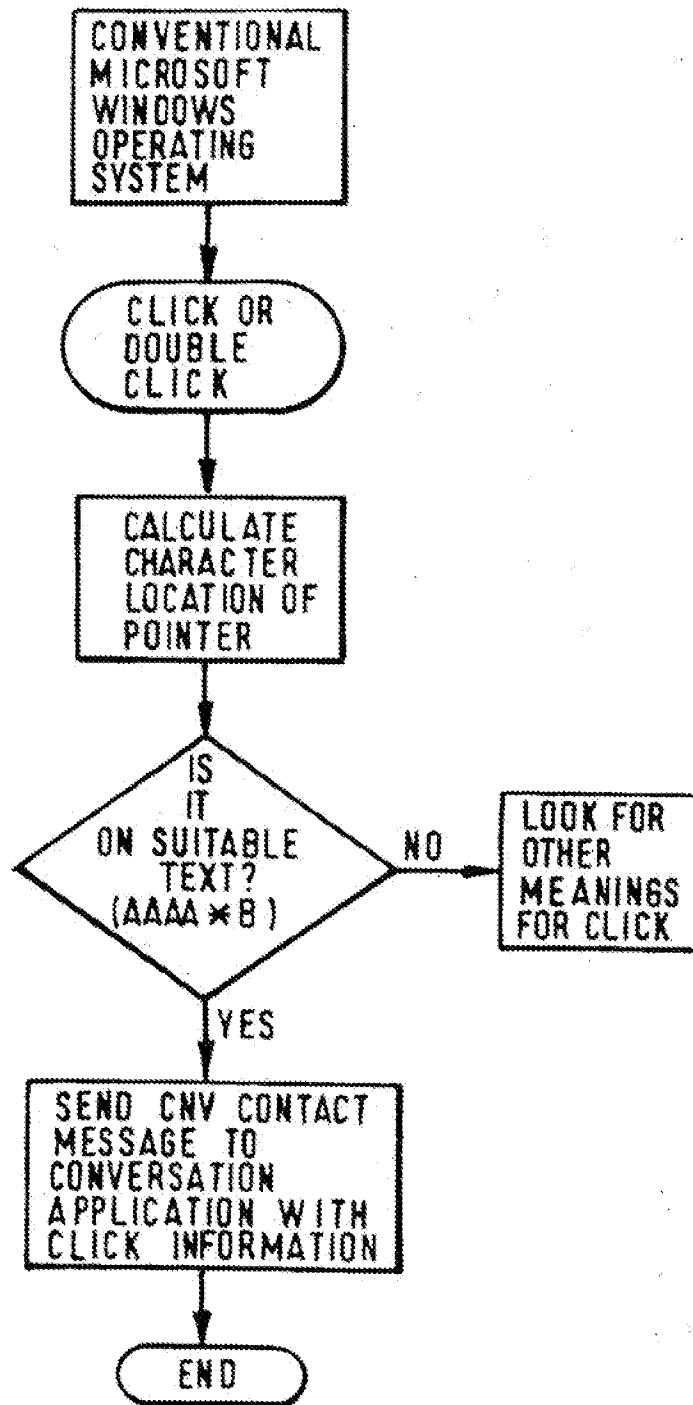 CONVENTIONAL
MICROSOFT
WINDOWS
OPERATING
SYSTEM
CLICK OR
DOUBLE
CLICK
CALCULATE
CHARACTER
LOCATION OF
POINTER
IS
IT
ON SUITABLE
TEXT?
(AAAA * B)
NO
LOOK FOR
OTHER
MEANINGS
FOR CLICK
YES
SEND CNV CONTACT
MESSAGE TO
CONVERSATION
APPLICATION WITH
CLICK INFORMATION
END